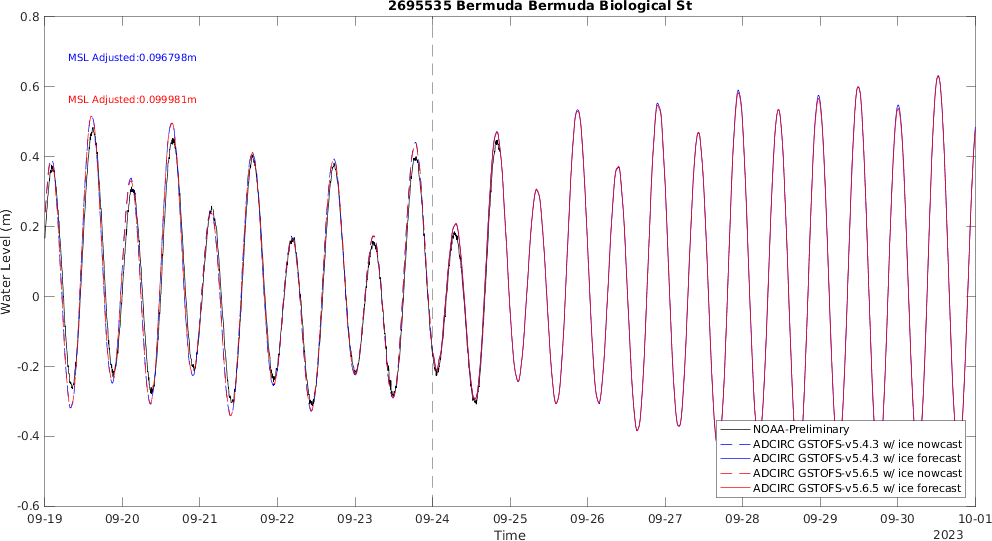 2695535 Bermuda Bermuda Biological St
MSL Adjusted:0.096798m
MSL Adjusted:0.099981m
Water Level (m)
0.8
0.6
0.4
0.2
0
-0.2
-0.4
-0.6
NOAA-Preliminary
ADCIRC GSTOFS-v5.4.3 w/ ice nowcast
ADCIRC GSTOFS-v5.4.3 w/ ice forecast
ADCIRC GSTOFS-v5.6.5 w/ ice nowcast
ADCIRC GSTOFS-v5.6.5 w/ ice forecast
09-19 09-20 09-21 09-22 09-23 09-24 09-25 09-26 09-27 09-28 09-29 09-30 10-01
Time
2023